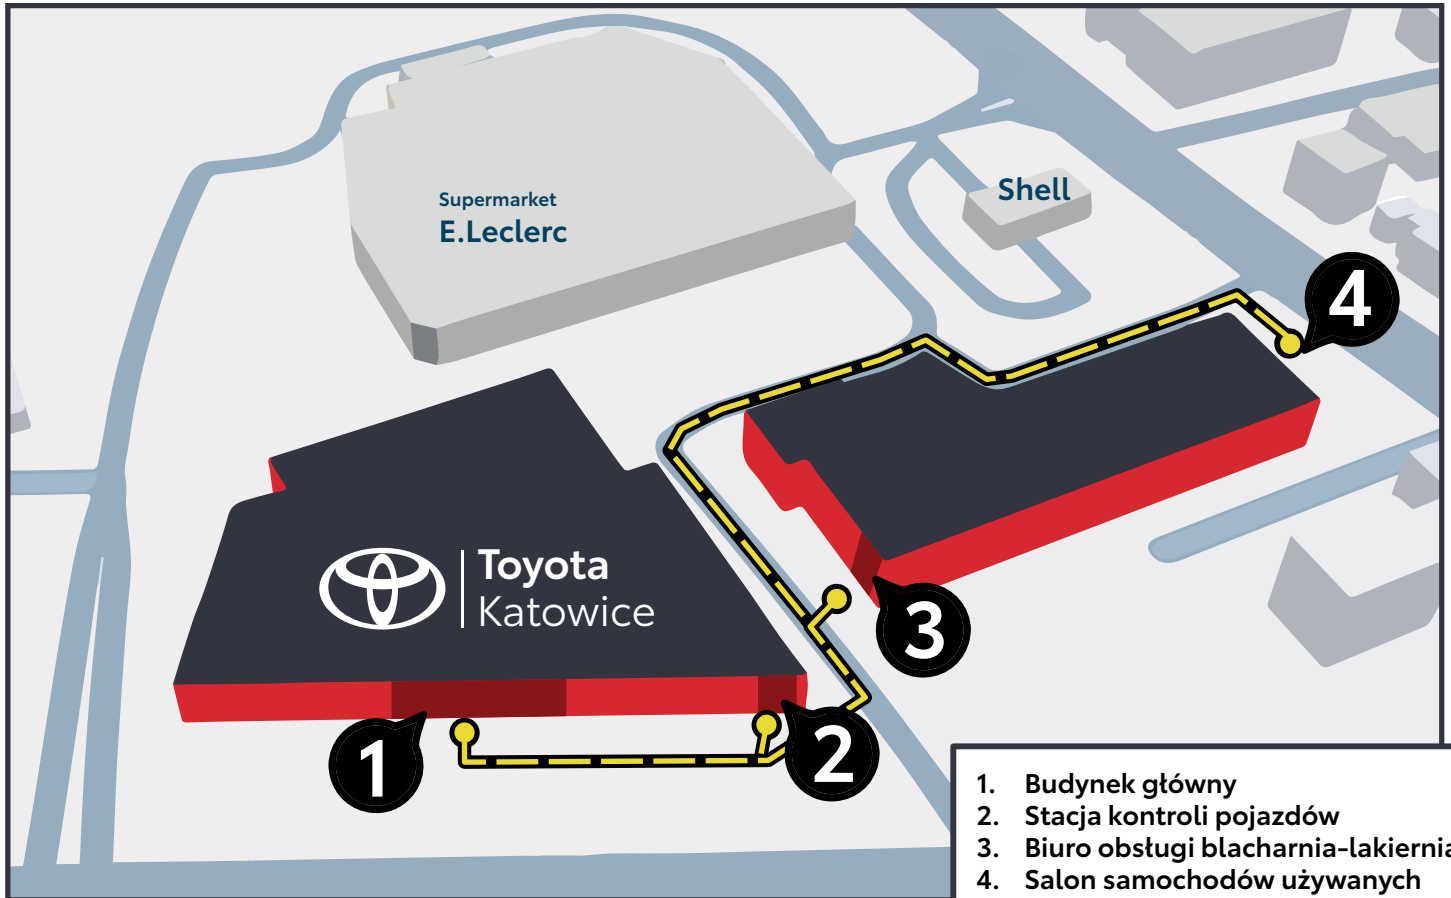 Supermarket
E.Leclerc
Shell
4
Toyota
Katowice
3
1
2
1. Budynek główny
2. Stacja kontroli pojazdów
3. Biuro obsługi blacharnia-lakiernia
4. Salon samochodów używanych